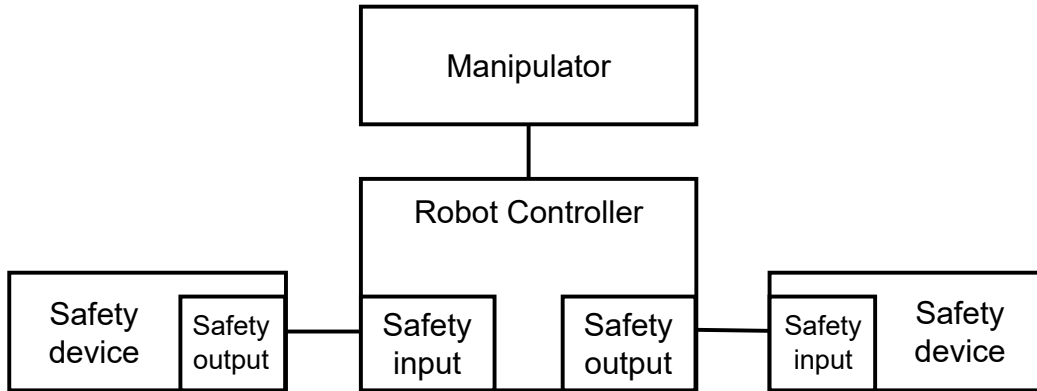 Manipulator
Robot Controller
Safety
device
Safety
output
Safety
input
Safety
output
Safety
input
Safety
device